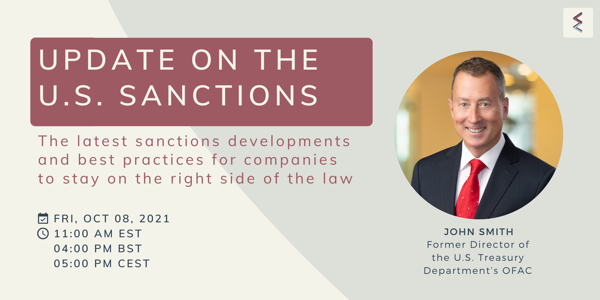 UPDATE ON THE
U.S. SANCTIONS
The latest sanctions developments
and best practices for companies
to stay on the right side of the law
FRI, OCT 08, 2021
11:00 AM EST
04:00 PM BST
05:00 PM CEST
JOHN SMITH
Former Director of
the U.S. Treasury
Department's OFAC